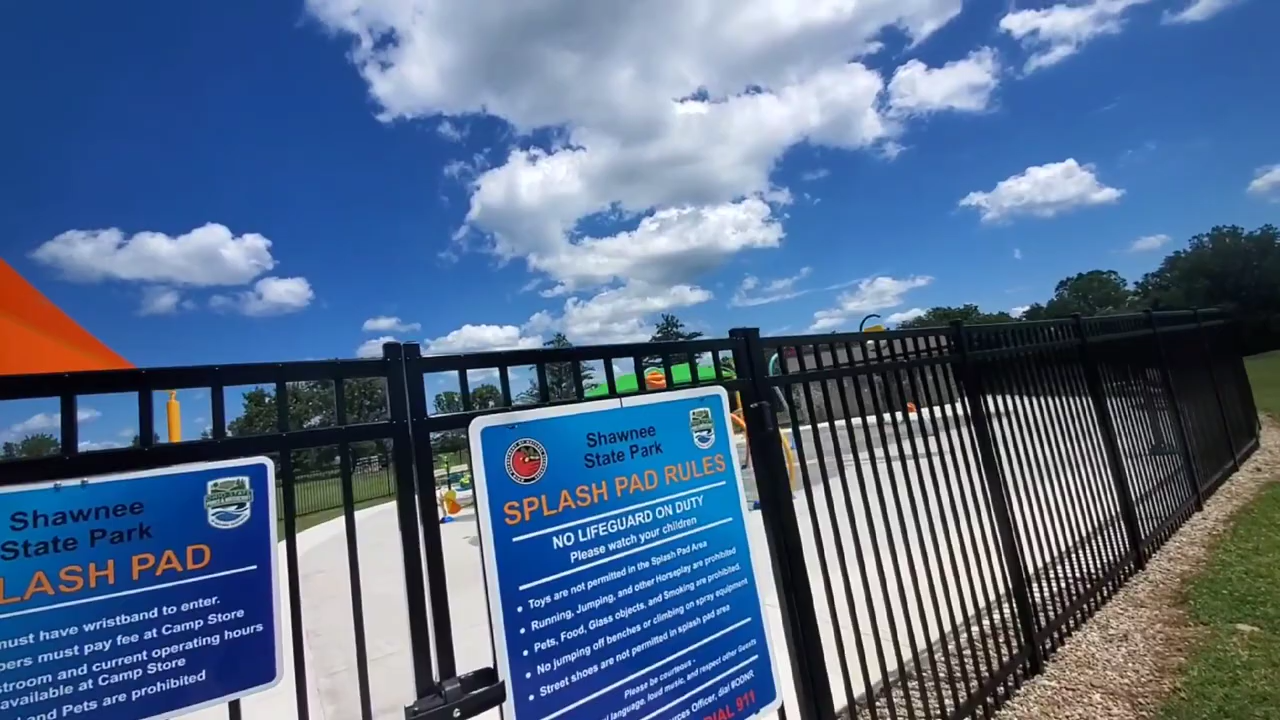 Shawnee
State Park
LASH PAD
must have wristband to enter.
bers must pay fee at Camp Store
stroom and current operating hours
available at Camp Store
and Pets are prohibited
Shawnee
State Park
SPLASH PAD RULES
NO LIFEGUARD ON DUTY
Please watch your children
• Toys are not permitted in the Splash Pad Area
• Running, Jumping, and other Horseplay are prohibited
• Pets, Food, Glass objects, and Smoking are prohibited.
• No jumping off benches or climbing on spray equipment
• Street shoes are not permitted in splash pad area
Please be courteous -
language, loud music, and respect other Guests
Officer, dial #ODNR
DIAL 911